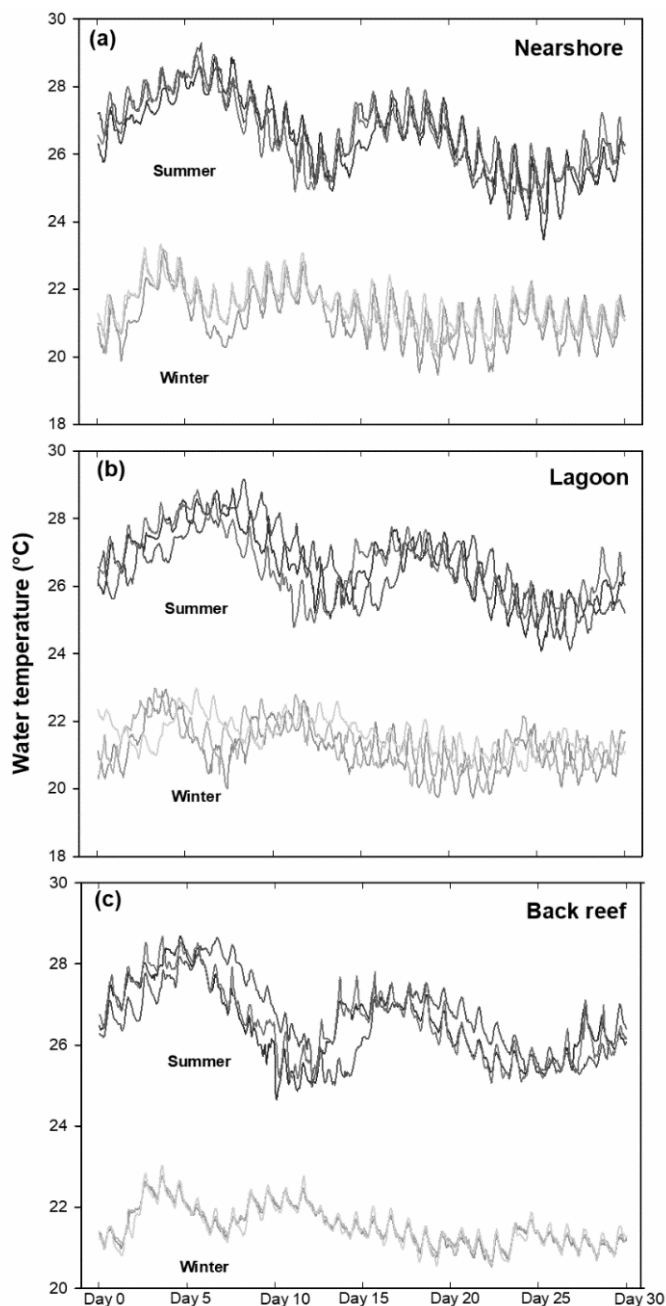 30
(a)
Nearshore
28
26
Summer
24
22
20
Winter
18
30
(b)
Lagoon
28
26
Summer
24
22
20
Winter
18
Water temperature (°C)
30
(c)
Back reef
28
26
Summer
24
22
Winter
20
Day 0 Day 5 Day 10 Day 15 Day 20 Day 25 Day 30